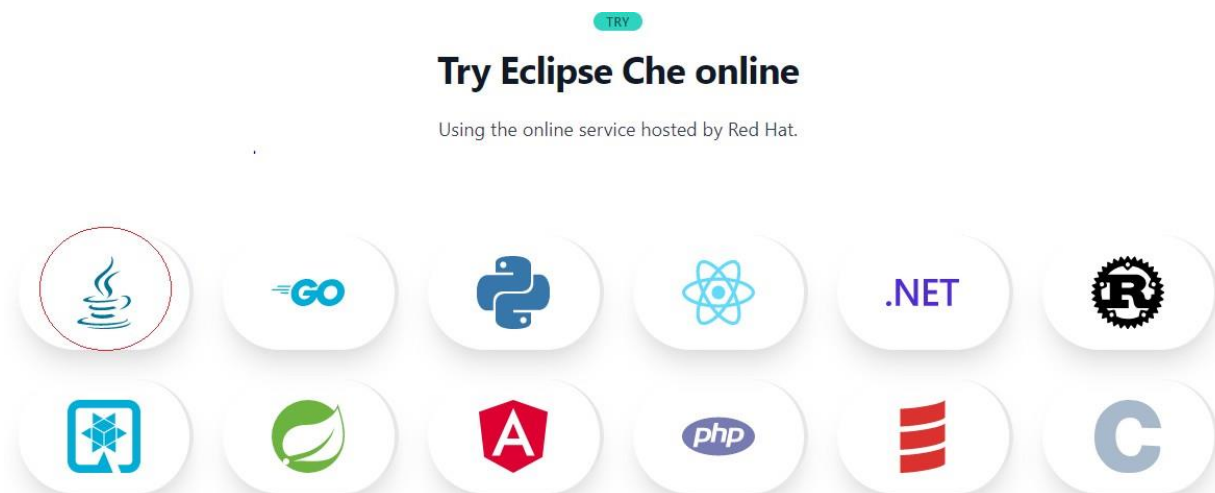 TRY
Try Eclipse Che online
Using the online service hosted by Red Hat.
GO
.NET
R
A
php
C